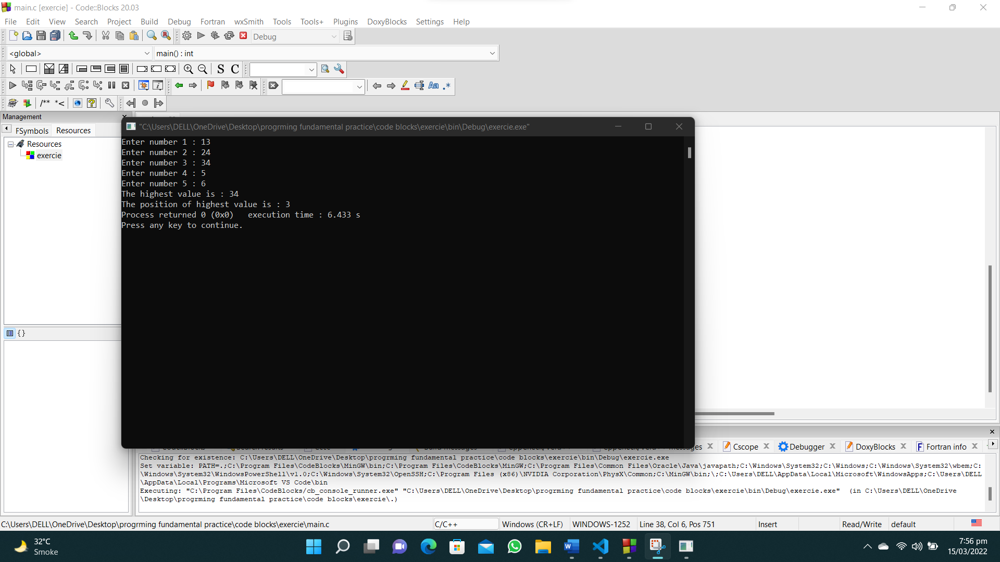 main.c [exercie] - Code::Blocks 20.03
File Edit View Search Project Build Debug Fortran wxSmith Tools Tools+ Plugins DoxyBlocks Settings Help
Debug
<global> main() : int
S C
Aa .*
/** *<
Management
FSymbols Resources
Resources
exercie
{}
"C:\Users\DELL\OneDrive\Desktop\progrming fundamental practice\code blocks\exercie\bin\Debug\exercie.exe"
Enter number 1 : 13
Enter number 2 : 24
Enter number 3 : 34
Enter number 4 : 5
Enter number 5 : 6
The highest value is : 34
The position of highest value is : 3
Process returned 0 (0x0)   execution time : 6.433 s
Press any key to continue.
Cscope Debugger DoxyBlocks Fortran info
Checking for existence: C:\Users\DELL\OneDrive\Desktop\progrming fundamental practice\code blocks\exercie\bin\Debug\exercie.exe
Set variable: PATH=.;C:\Program Files\CodeBlocks\MinGW\bin;C:\Program Files\CodeBlocks\MinGW;C:\Program Files\Common Files\Oracle\Java\javapath;C:\Windows\System32;C:\Windows;C:\Windows\System32\wbem;C:
\Windows\System32\WindowsPowerShell\v1.0;C:\Windows\System32\OpenSSH;C:\Program Files (x86)\NVIDIA Corporation\PhysX\Common;C:\MinGW\bin;\;C:\Users\DELL\AppData\Local\Microsoft\WindowsApps;C:\Users\DELL
\AppData\Local\Programs\Microsoft VS Code\bin
Executing: "C:\Program Files\CodeBlocks/cb_console_runner.exe" "C:\Users\DELL\OneDrive\Desktop\progrming fundamental practice\code blocks\exercie\bin\Debug\exercie.exe"  (in C:\Users\DELL\OneDrive
\Desktop\progrming fundamental practice\code blocks\exercie\.)
C:\Users\DELL\OneDrive\Desktop\progrming fundamental practice\code blocks\exercie\main.c C/C++ Windows (CR+LF) WINDOWS-1252 Line 38, Col 6, Pos 751 Insert Read/Write default
32°C
Smoke
7:56 pm
15/03/2022